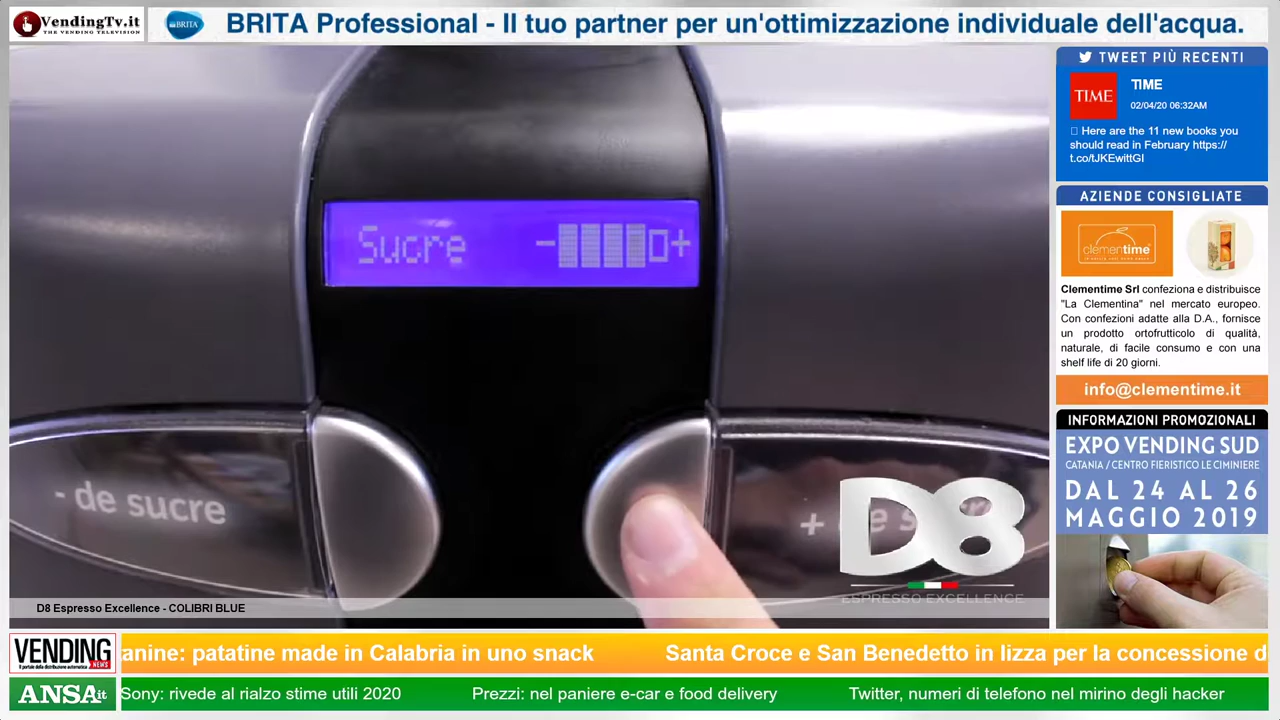 VendingTv.it
THE VENDING TELEVISION
BRITA
BRITA Professional - Il tuo partner per un'ottimizzazione individuale dell'acqua.
Sucre
-
+
- de sucre
+ de sucre
D8
ESPRESSO EXCELLENCE
D8 Espresso Excellence - COLIBRI BLUE
TWEET PIÙ RECENTI
TIME
TIME
02/04/20 06:32AM
Here are the 11 new books you
should read in February https://
t.co/tJKEwittGI
AZIENDE CONSIGLIATE
clementime
Clementime Srl confeziona e distribuisce
"La Clementina" nel mercato europeo.
Con confezioni adatte alla D.A., fornisce
un prodotto ortofrutticolo di qualità,
naturale, di facile consumo e con una
shelf life di 20 giorni.
info@clementime.it
INFORMAZIONI PROMOZIONALI
EXPO VENDING SUD
CATANIA / CENTRO FIERISTICO LE CIMINIERE
DAL 24 AL 26
MAGGIO 2019
VENDING
NEWS
Il portale della distribuzione automatica
anine: patatine made in Calabria in uno snack
Santa Croce e San Benedetto in lizza per la concessione d
ANSA.it
Sony: rivede al rialzo stime utili 2020
Prezzi: nel paniere e-car e food delivery
Twitter, numeri di telefono nel mirino degli hacker